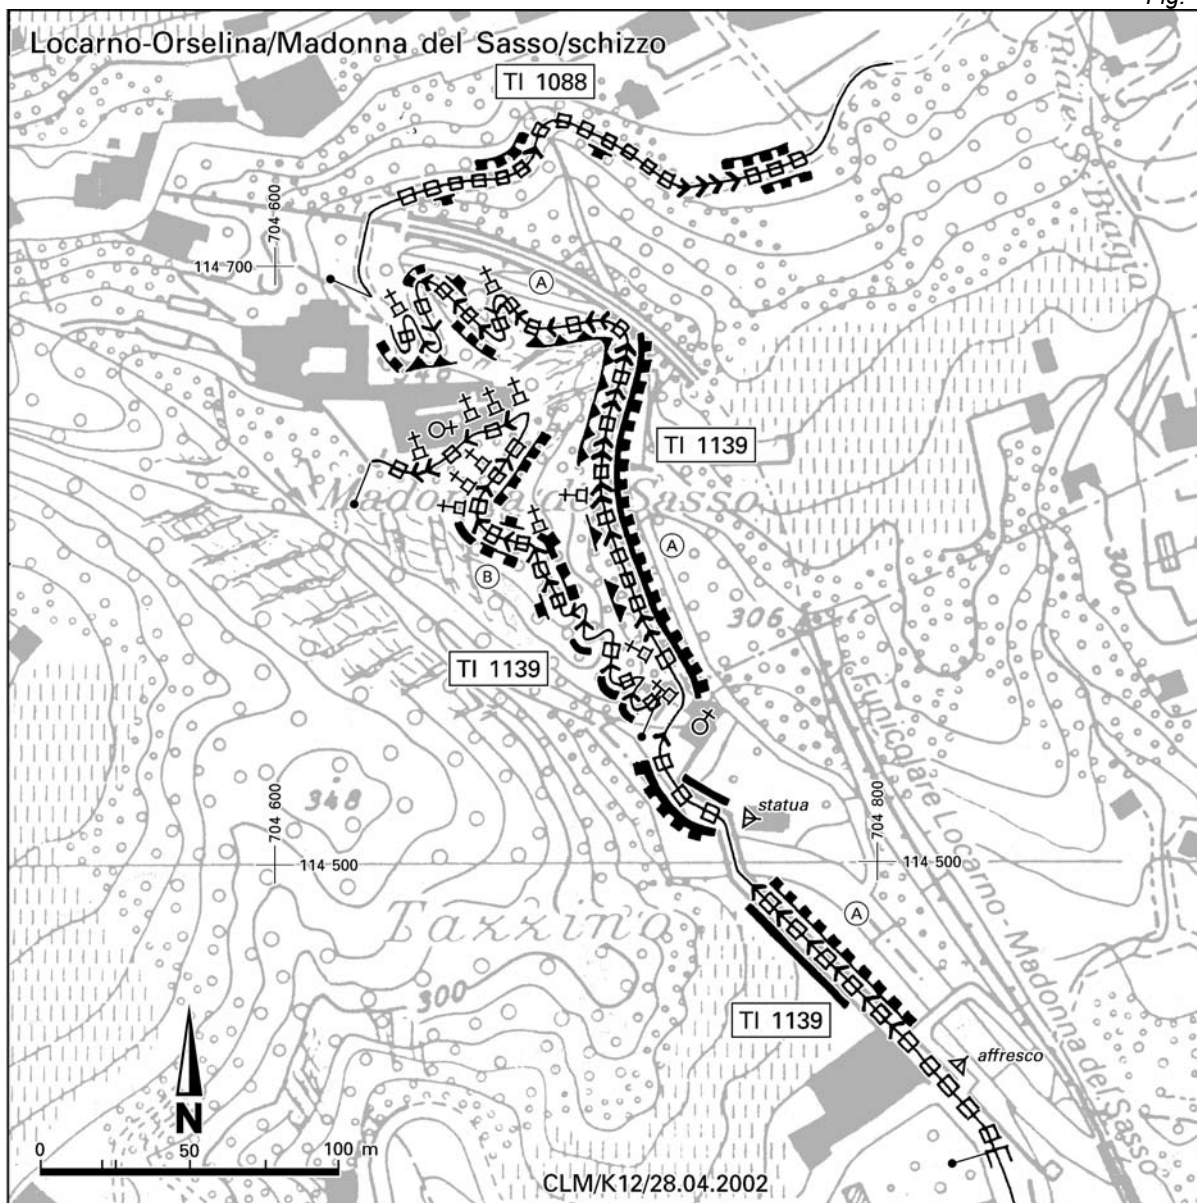 Fig.
Locarno-Orselina/Madonna del Sasso/schizzo
TI 1088
Riale Biagia
704 600
114 700
A
TI 1139
Madonna del Sasso
A
B
306
300
TI 1139
Funicolare Locarno - Madonna del Sasso
348
statua
704 600
704 800
114 500
114 500
A
Tazzino
300
TI 1139
affresco
N
0 50 100 m
CLM/K12/28.04.2002